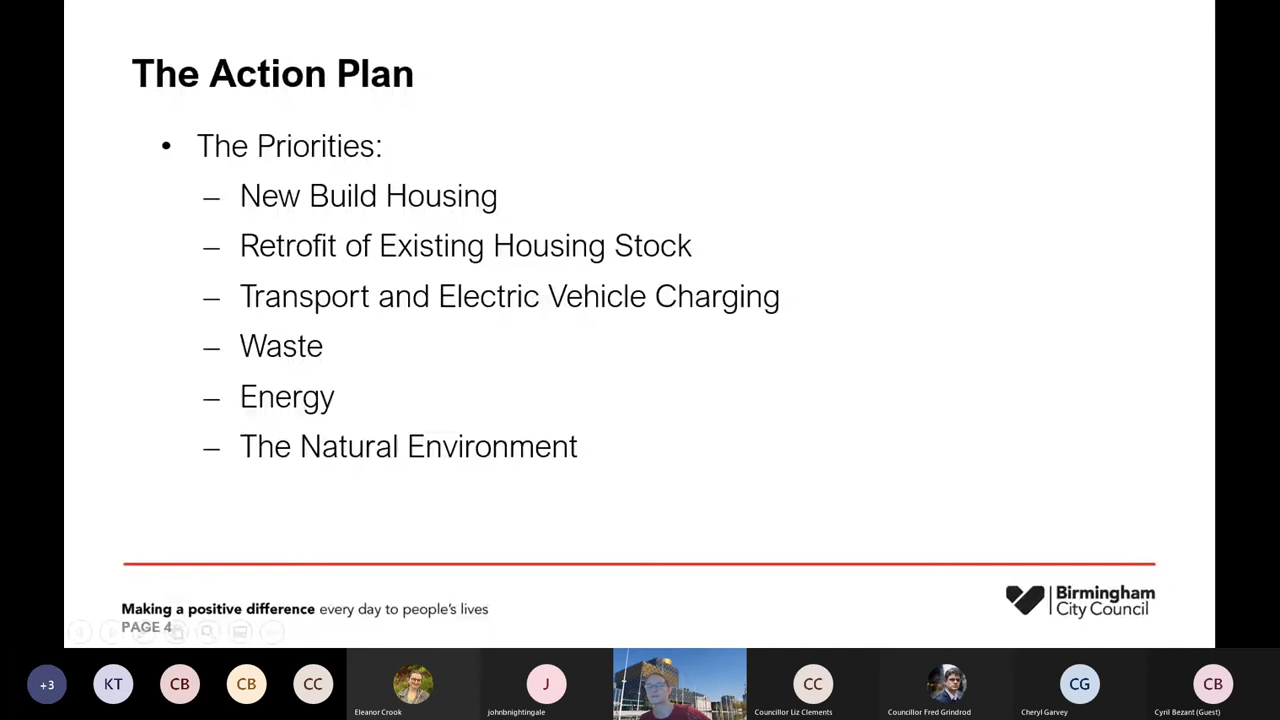 The Action Plan
• The Priorities:
– New Build Housing
– Retrofit of Existing Housing Stock
– Transport and Electric Vehicle Charging
– Waste
– Energy
– The Natural Environment
Making a positive difference every day to people's lives
PAGE 4
Birmingham
City Council
+3
KT
CB
CB
CC
Eleanor Crook
J
johnbnightingale
CC
Councillor Liz Clements
Councillor Fred Grindrod
CG
Cheryl Garvey
CB
Cyril Bezant (Guest)